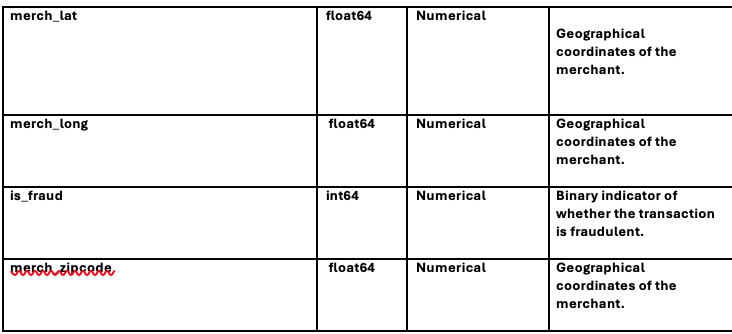 merch_lat float64 Numerical Geographical
coordinates of the
merchant.
merch_long float64 Numerical Geographical
coordinates of the
merchant.
is_fraud int64 Numerical Binary indicator of
whether the transaction
is fraudulent.
merch_zipcode float64 Numerical Geographical
coordinates of the
merchant.